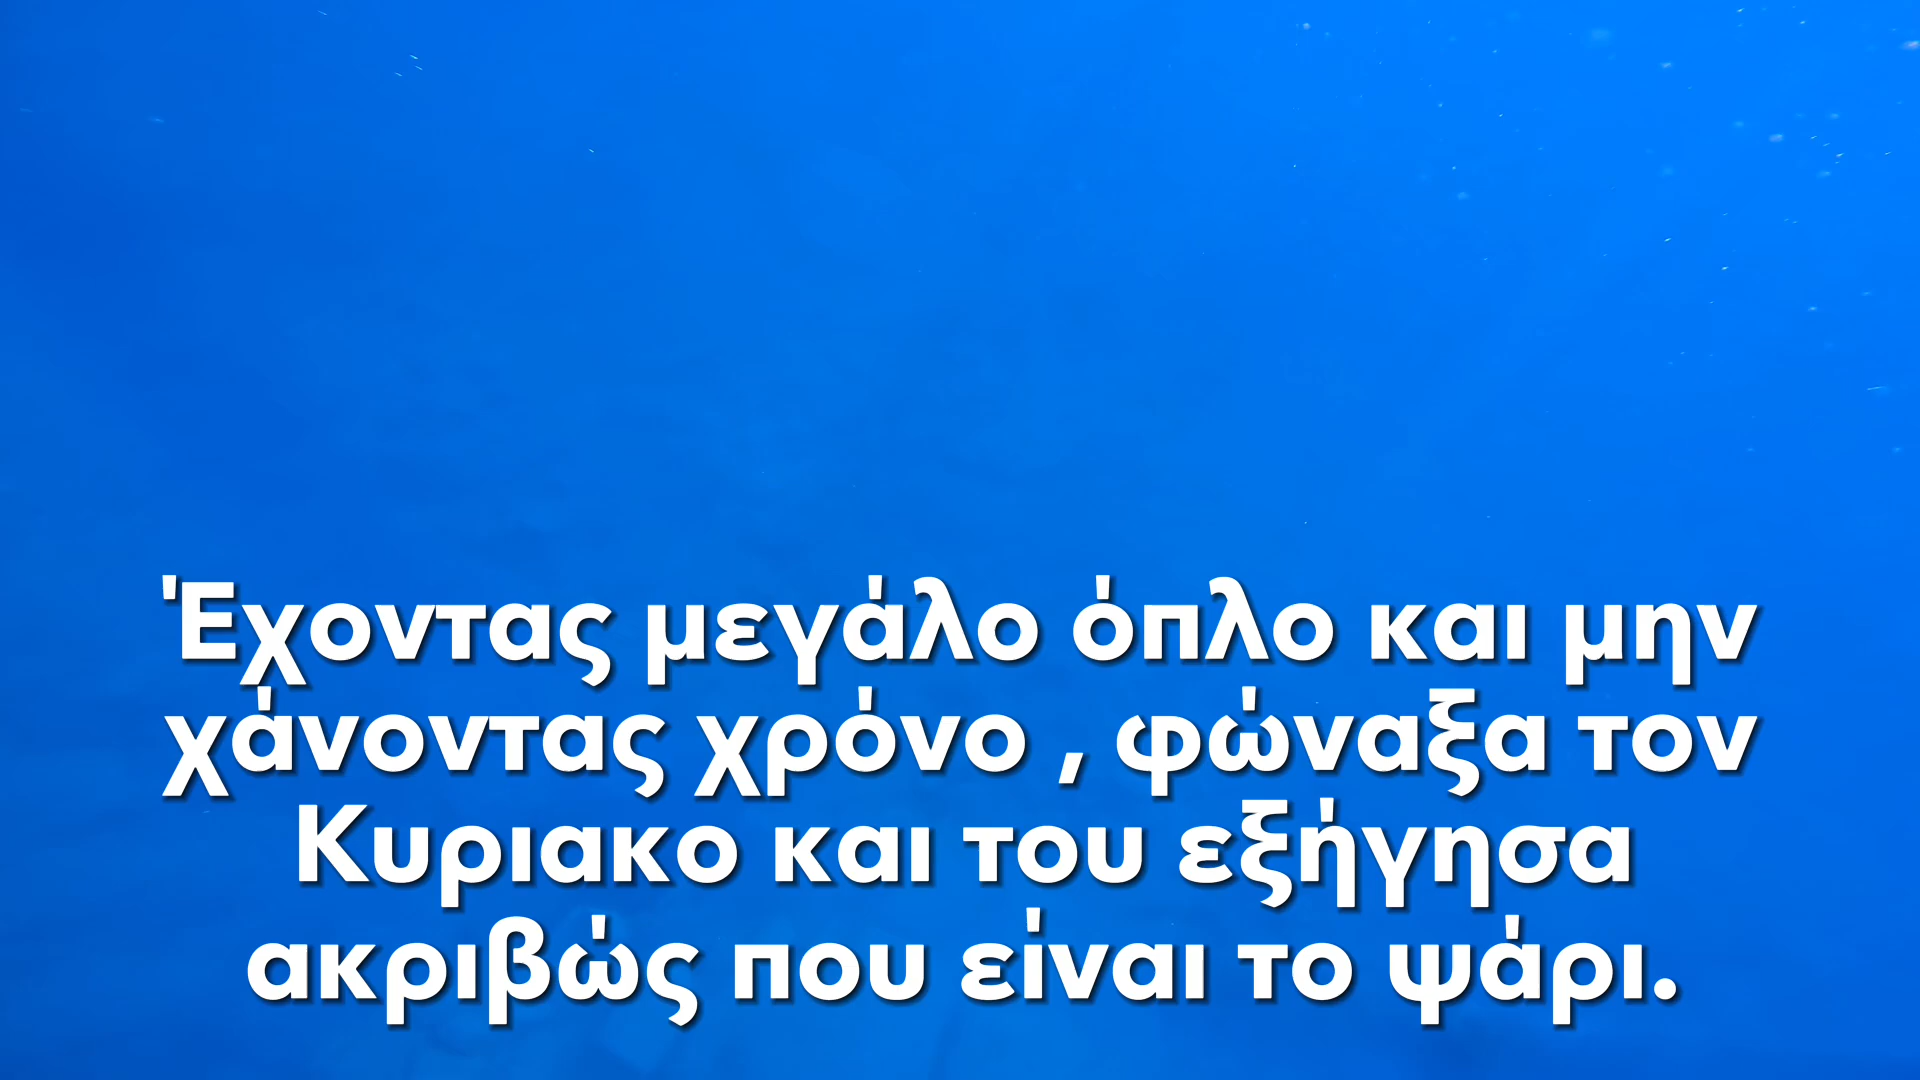 Έχοντας μεγάλο όπλο και μην
χάνοντας χρόνο , φώναξα τον
Κυριακο και του εξήγησα
ακριβώς που είναι το ψάρι.